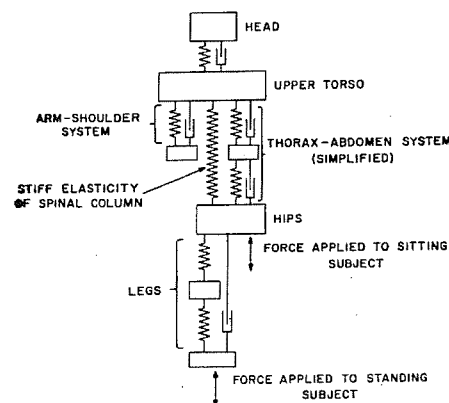 HEAD
UPPER TORSO
ARM-SHOULDER
SYSTEM
THORAX-ABDOMEN SYSTEM
(SIMPLIFIED)
STIFF ELASTICITY
OF SPINAL COLUMN
HIPS
FORCE APPLIED TO SITTING
SUBJECT
LEGS
FORCE APPLIED TO STANDING
SUBJECT